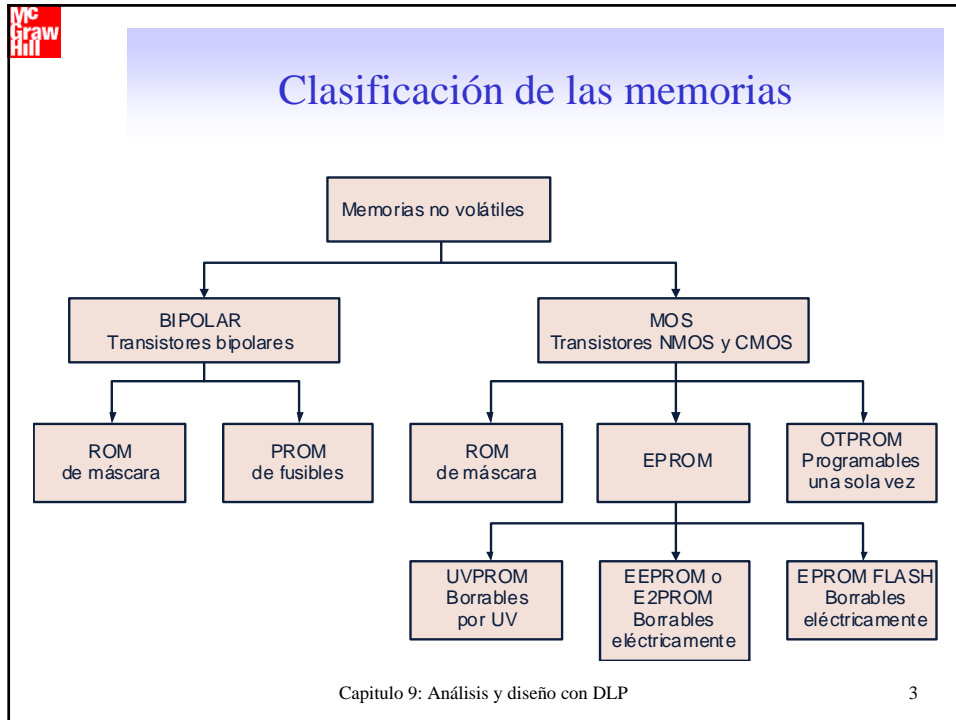 Mc
Graw
Hill
Clasificación de las memorias
Memorias no volátiles
BIPOLAR
Transistores bipolares
MOS
Transistores NMOS y CMOS
ROM
de máscara
PROM
de fusibles
ROM
de máscara
EPROM
OTPROM
Programables
una sola vez
UVPROM
Borrables
por UV
EEPROM o
E2PROM
Borrables
eléctricamente
EPROM FLASH
Borrables
eléctricamente
Capitulo 9: Análisis y diseño con DLP
3